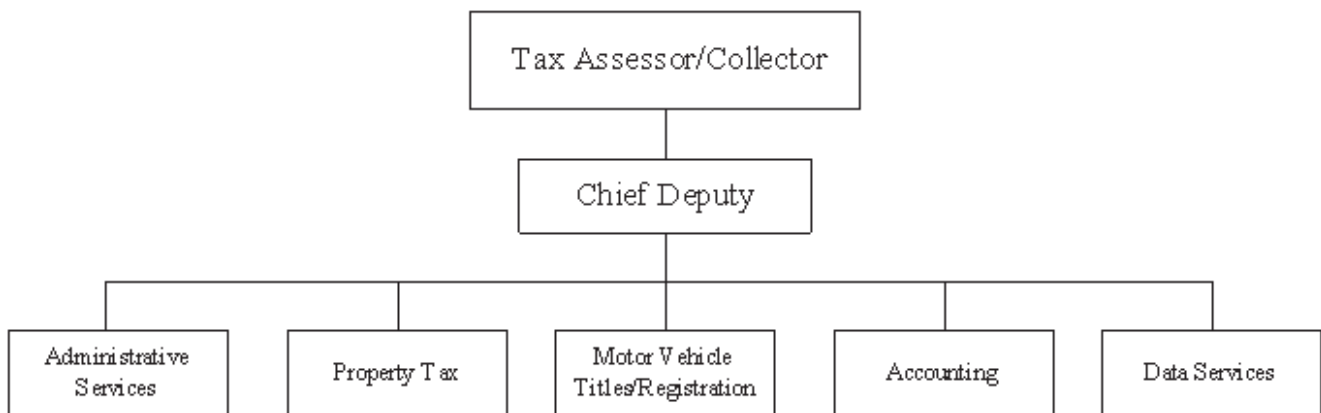 Tax Assessor/Collector
Chief Deputy
Administrative
Services
Property Tax
Motor Vehicle
Titles/Registration
Accounting
Data Services